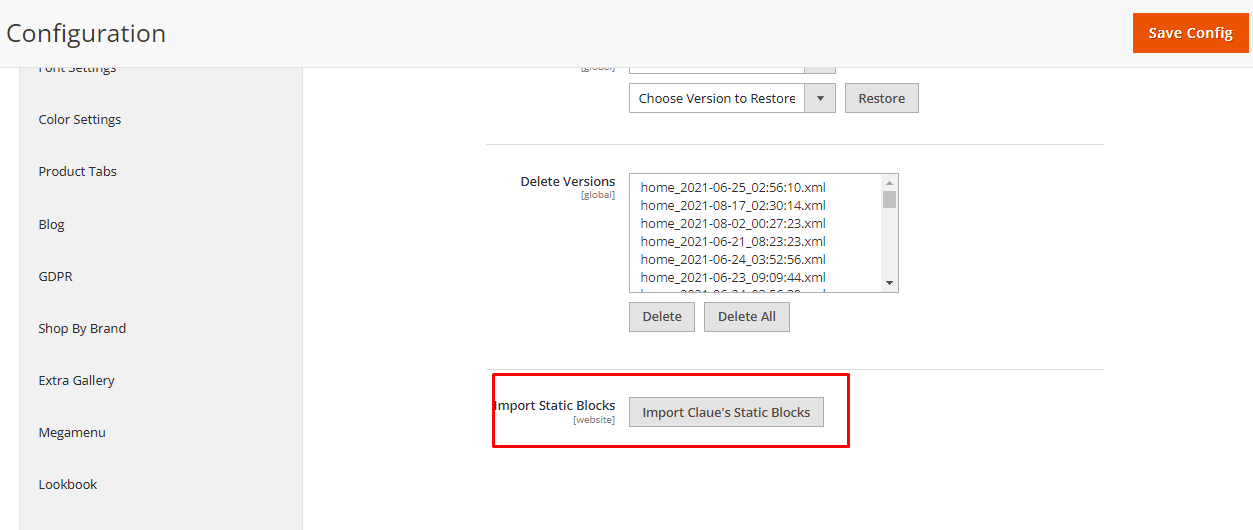 Configuration
Save Config
Font Settings
Color Settings
Product Tabs
Blog
GDPR
Shop By Brand
Extra Gallery
Megamenu
Lookbook
[global]
Choose Version to Restore
Restore
Delete Versions
[global]
home_2021-06-25_02:56:10.xml
home_2021-08-17_02:30:14.xml
home_2021-08-02_00:27:23.xml
home_2021-06-21_08:23:23.xml
home_2021-06-24_03:52:56.xml
home_2021-06-23_09:09:44.xml
Delete
Delete All
Import Static Blocks
[website]
Import Claue's Static Blocks